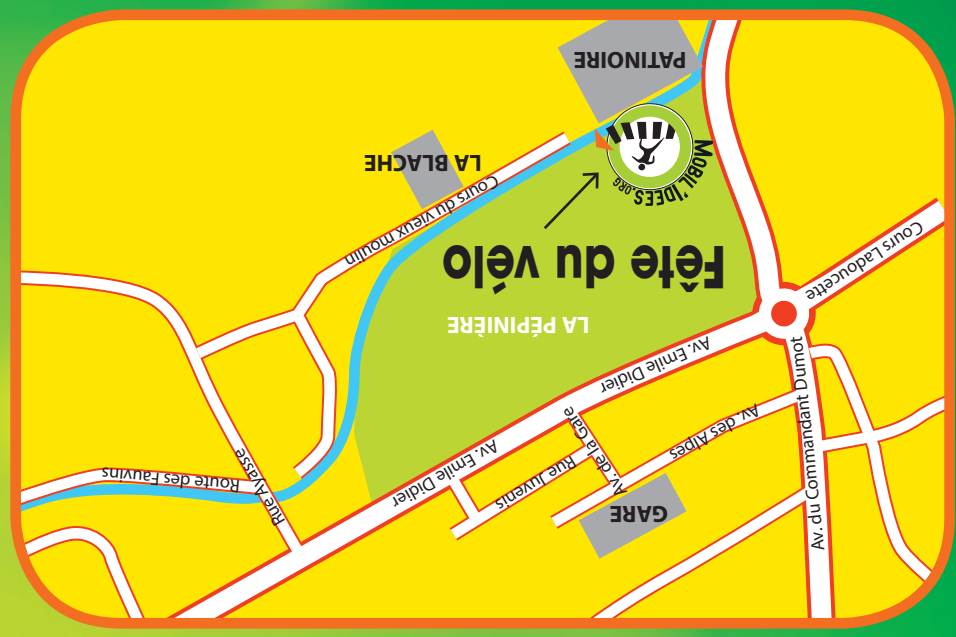 GARE
Av. du Commandant Dumot
Rue Juvenis
Av. de la Gare
Av. des Alpes
Rue Ayasse
Route des Fauvins
Av. Emile Didier
Av. Emile Didier
LA PÉPINIÈRE
Cours Ladoucette
Fête du vélo
Cours du vieux moulin
MOBIL'IDEES.ORG
LA BLACHE
PATINOIRE